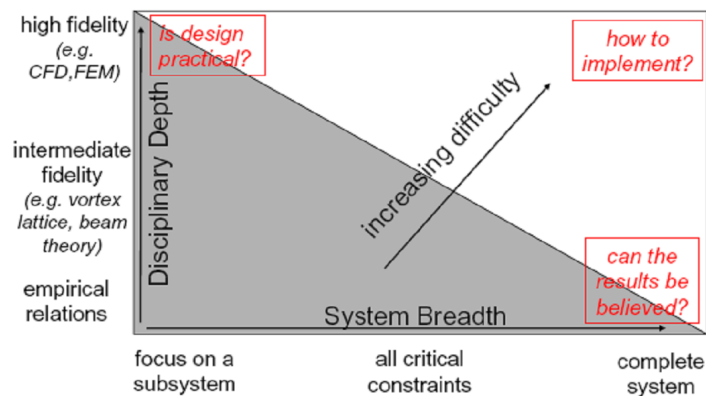 high fidelity
(e.g.
CFD,FEM)
is design
practical?
how to
implement?
increasing difficulty
Disciplinary Depth
intermediate
fidelity
(e.g. vortex
lattice, beam
theory)
can the
results be
believed?
empirical
relations
System Breadth
focus on a
subsystem
all critical
constraints
complete
system